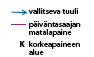 vallitseva tuuli
päiväntasaajan
matalapaine
K korkeapaineen
alue